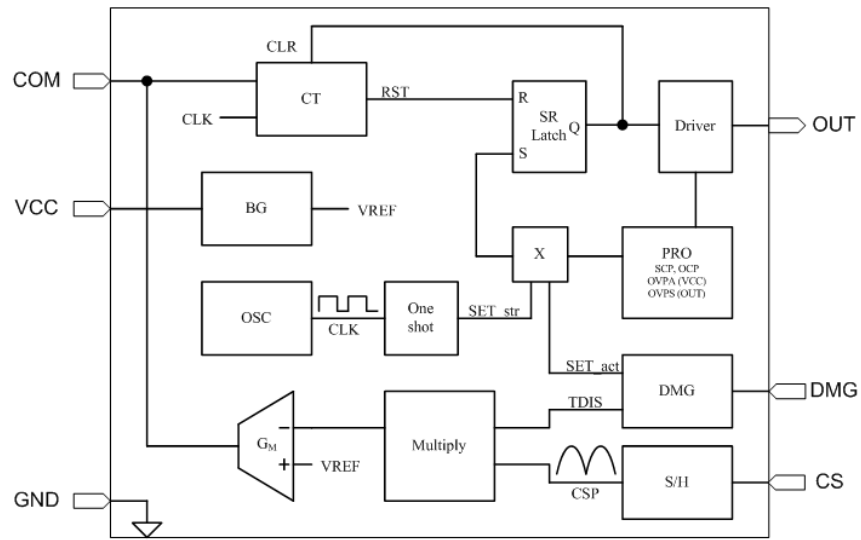 CLR
COM
CT
RST
CLK
R
SR
Latch
Q
S
Driver
OUT
VCC
BG
VREF
X
PRO
SCP, OCP
OVPA (VCC)
OVPS (OUT)
OSC
CLK
One
shot
SET_str
SET_act
DMG
DMG
TDIS
GM
−
+
VREF
Multiply
CSP
S/H
CS
GND